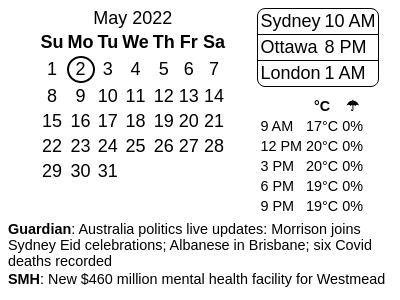 May 2022
Su Mo Tu We Th Fr Sa
1 2 3 4 5 6 7
8 9 10 11 12 13 14
15 16 17 18 19 20 21
22 23 24 25 26 27 28
29 30 31
Sydney 10 AM
Ottawa 8 PM
London 1 AM
°C ☂
9 AM 17°C 0%
12 PM 20°C 0%
3 PM 20°C 0%
6 PM 19°C 0%
9 PM 19°C 0%
Guardian: Australia politics live updates: Morrison joins
Sydney Eid celebrations; Albanese in Brisbane; six Covid
deaths recorded
SMH: New $460 million mental health facility for Westmead